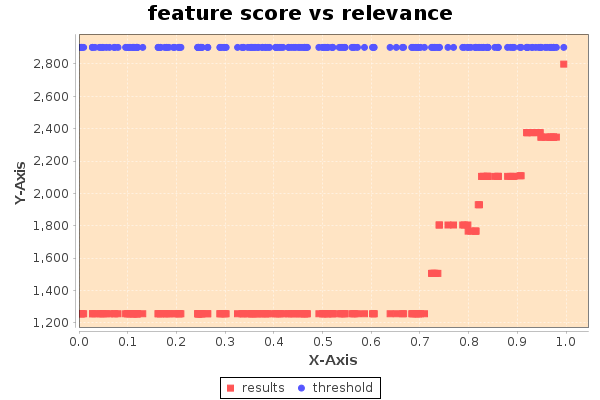 feature score vs relevance
Y-Axis
2,800
2,600
2,400
2,200
2,000
1,800
1,600
1,400
1,200
0.0 0.1 0.2 0.3 0.4 0.5 0.6 0.7 0.8 0.9 1.0
X-Axis
results threshold